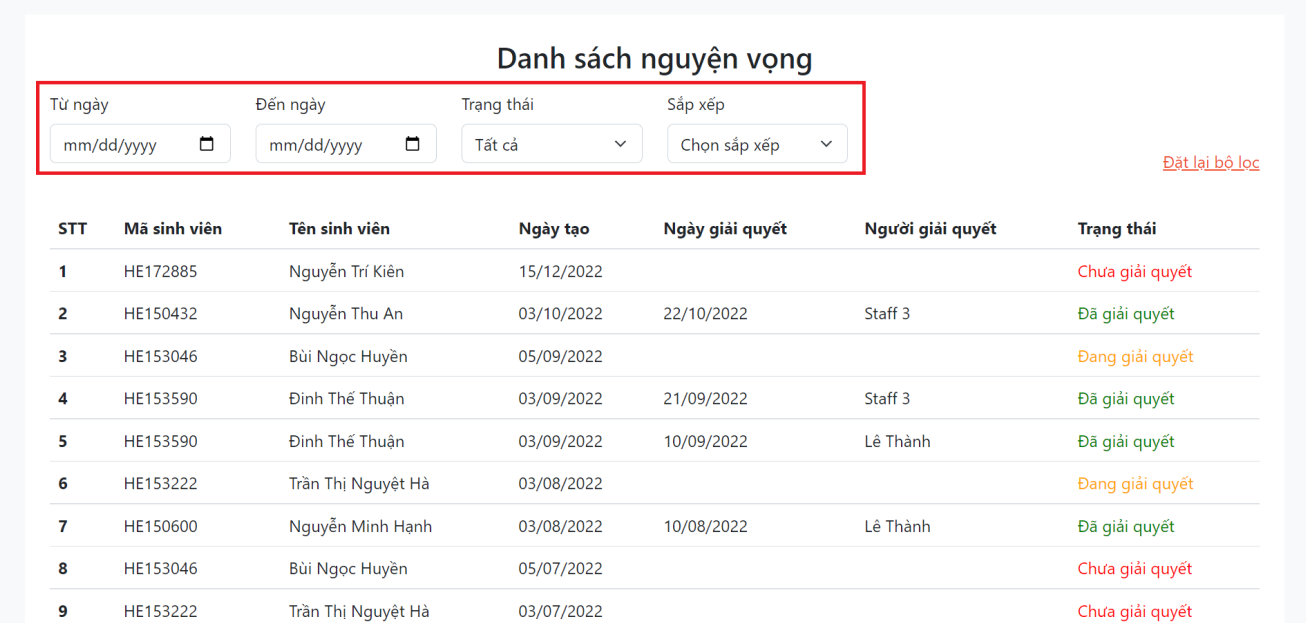 Danh sách nguyện vọng
Từ ngày Đến ngày Trạng thái Sắp xếp
mm/dd/yyyy mm/dd/yyyy Tất cả Chọn sắp xếp
Đặt lại bộ lọc
STT Mã sinh viên Tên sinh viên Ngày tạo Ngày giải quyết Người giải quyết Trạng thái
1 HE172885 Nguyễn Trí Kiên 15/12/2022 Chưa giải quyết
2 HE150432 Nguyễn Thu An 03/10/2022 22/10/2022 Staff 3 Đã giải quyết
3 HE153046 Bùi Ngọc Huyền 05/09/2022 Đang giải quyết
4 HE153590 Đinh Thế Thuận 03/09/2022 21/09/2022 Staff 3 Đã giải quyết
5 HE153590 Đinh Thế Thuận 03/09/2022 10/09/2022 Lê Thành Đã giải quyết
6 HE153222 Trần Thị Nguyệt Hà 03/08/2022 Đang giải quyết
7 HE150600 Nguyễn Minh Hạnh 03/08/2022 10/08/2022 Lê Thành Đã giải quyết
8 HE153046 Bùi Ngọc Huyền 05/07/2022 Chưa giải quyết
9 HE153222 Trần Thị Nguyệt Hà 03/07/2022 Chưa giải quyết